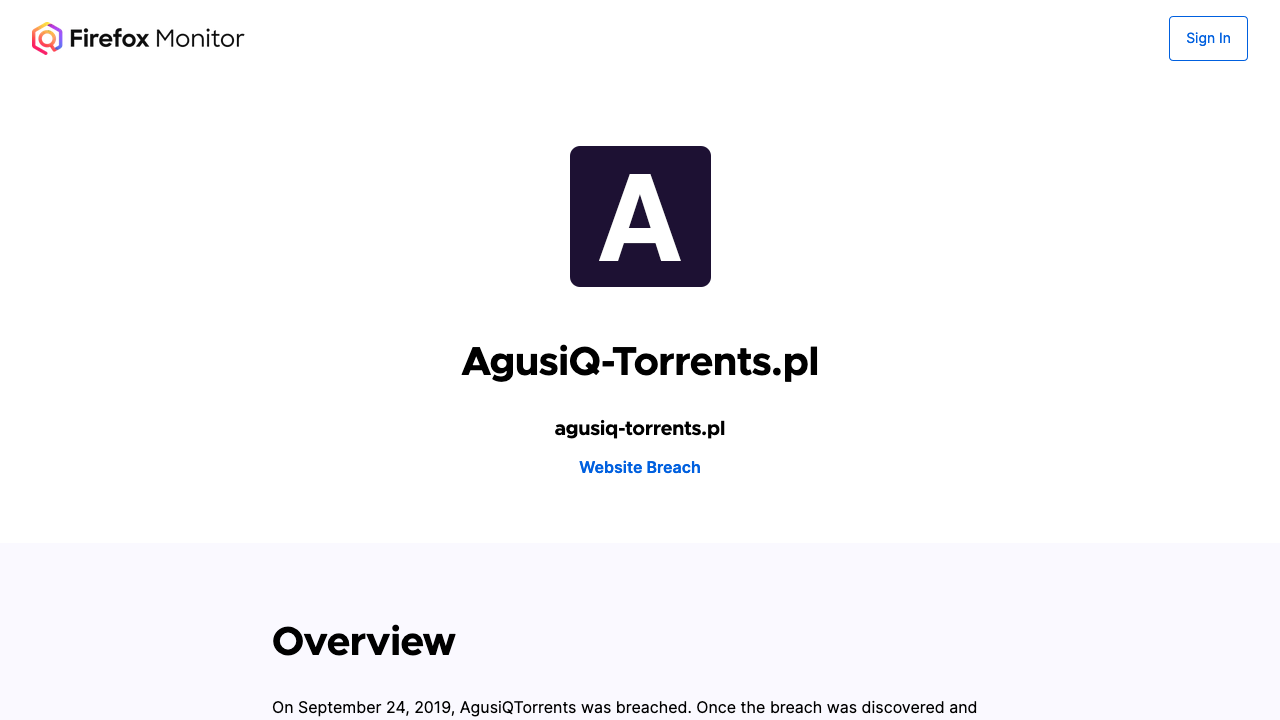 Firefox Monitor
Sign In
A
AgusiQ-Torrents.pl
agusiq-torrents.pl
Website Breach
Overview
On September 24, 2019, AgusiQTorrents was breached. Once the breach was discovered and